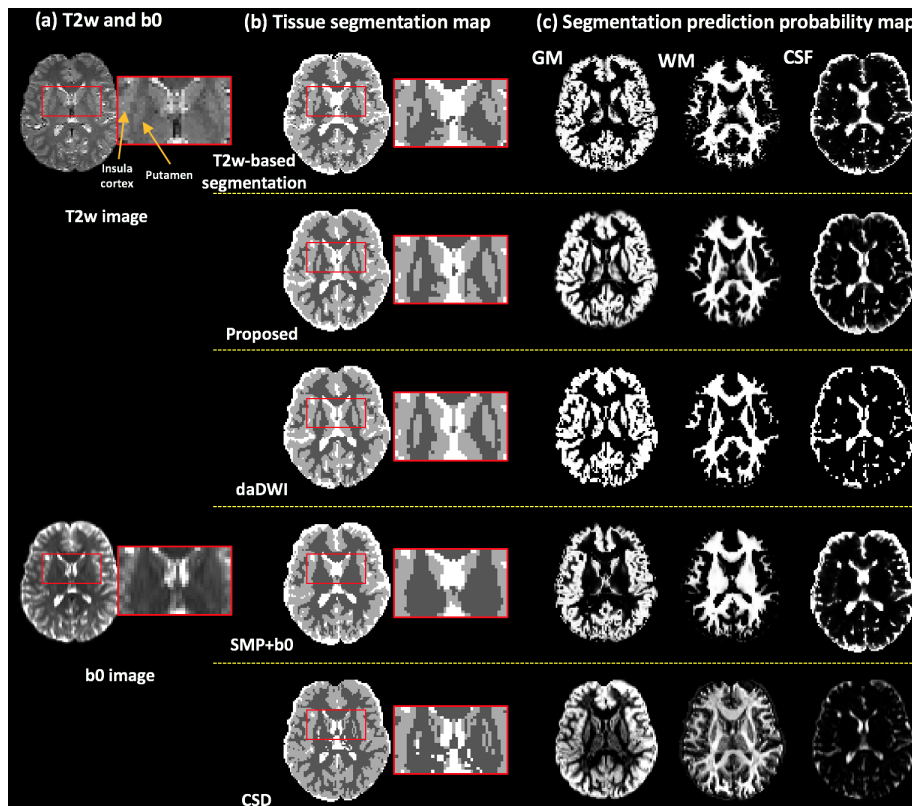 (a) T2w and b0
(b) Tissue segmentation map
(c) Segmentation prediction probability map
GM
WM
CSF
Insula
cortex
Putamen
T2w-based
segmentation
T2w image
Proposed
daDWI
SMP+b0
b0 image
CSD